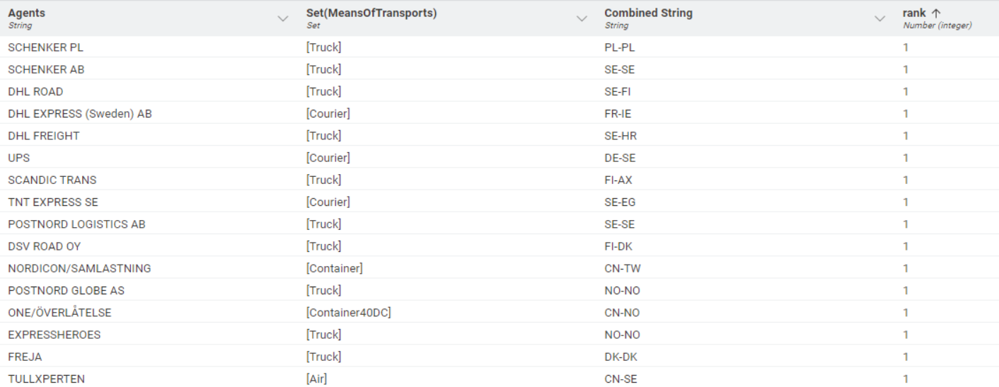 Agents Set(MeansOfTransports) Combined String rank ↑
String Set String Number (integer)
SCHENKER PL [Truck] PL-PL 1
SCHENKER AB [Truck] SE-SE 1
DHL ROAD [Truck] SE-FI 1
DHL EXPRESS (Sweden) AB [Courier] FR-IE 1
DHL FREIGHT [Truck] SE-HR 1
UPS [Courier] DE-SE 1
SCANDIC TRANS [Truck] FI-AX 1
TNT EXPRESS SE [Courier] SE-EG 1
POSTNORD LOGISTICS AB [Truck] SE-SE 1
DSV ROAD OY [Truck] FI-DK 1
NORDICON/SAMLASTNING [Container] CN-TW 1
POSTNORD GLOBE AS [Truck] NO-NO 1
ONE/ÖVERLÅTELSE [Container40DC] CN-NO 1
EXPRESSHEROES [Truck] NO-NO 1
FREJA [Truck] DK-DK 1
TULLXPERTEN [Air] CN-SE 1